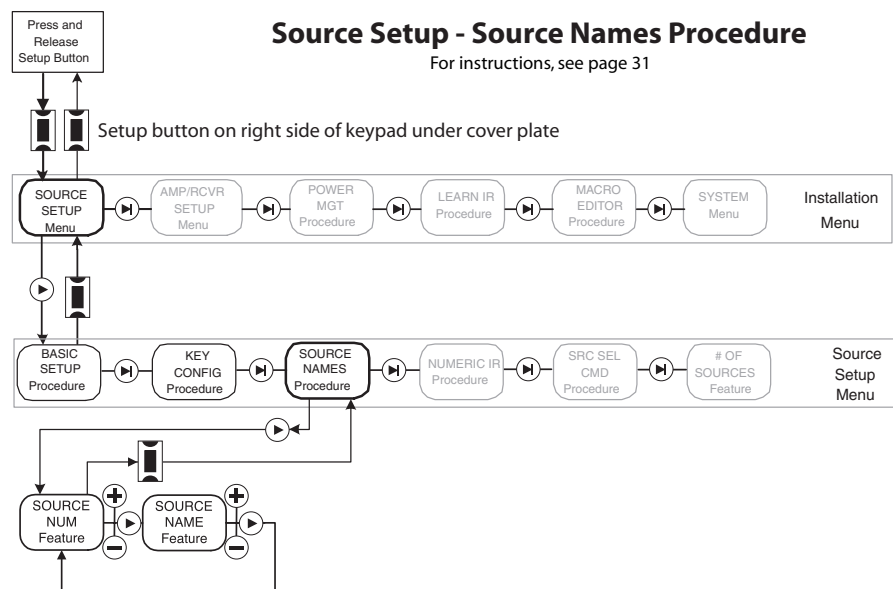 Press and
Release
Setup Button
Source Setup - Source Names Procedure
For instructions, see page 31
Setup button on right side of keypad under cover plate
SOURCE
SETUP
Menu
AMP/RCVR
SETUP
Menu
POWER
MGT
Procedure
LEARN IR
Procedure
MACRO
EDITOR
Procedure
SYSTEM
Menu
Installation
Menu
BASIC
SETUP
Procedure
KEY
CONFIG
Procedure
SOURCE
NAMES
Procedure
NUMERIC IR
Procedure
SRC SEL
CMD
Procedure
# OF
SOURCES
Feature
Source
Setup
Menu
SOURCE
NUM
Feature
SOURCE
NAME
Feature